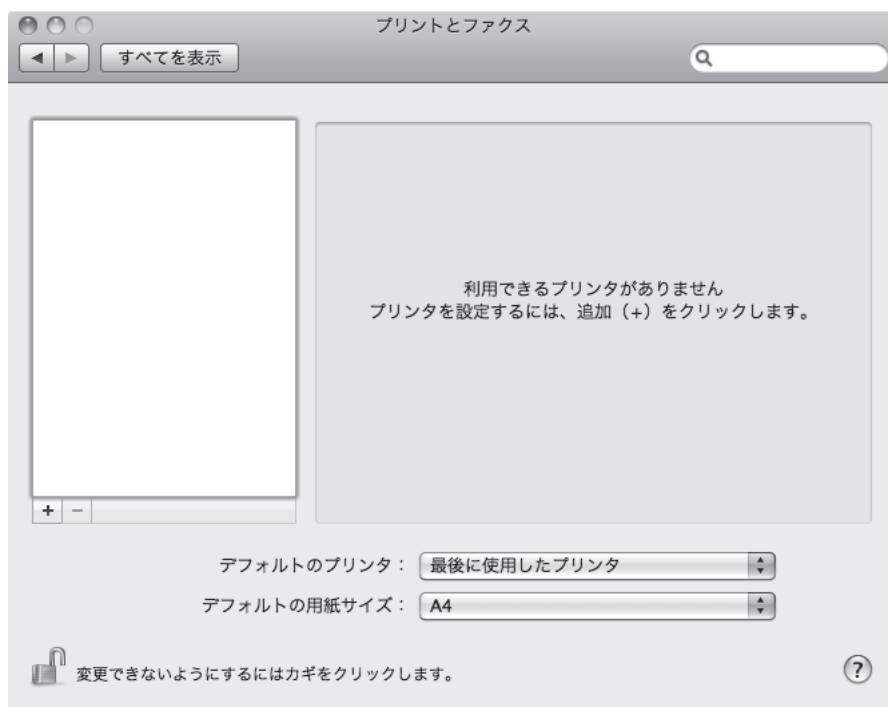 プリントとファクス
すべてを表示
利用できるプリンタがありません
プリンタを設定するには、追加（+）をクリックします。
+ −
デフォルトのプリンタ： 最後に使用したプリンタ
デフォルトの用紙サイズ： A4
変更できないようにするにはカギをクリックします。
?